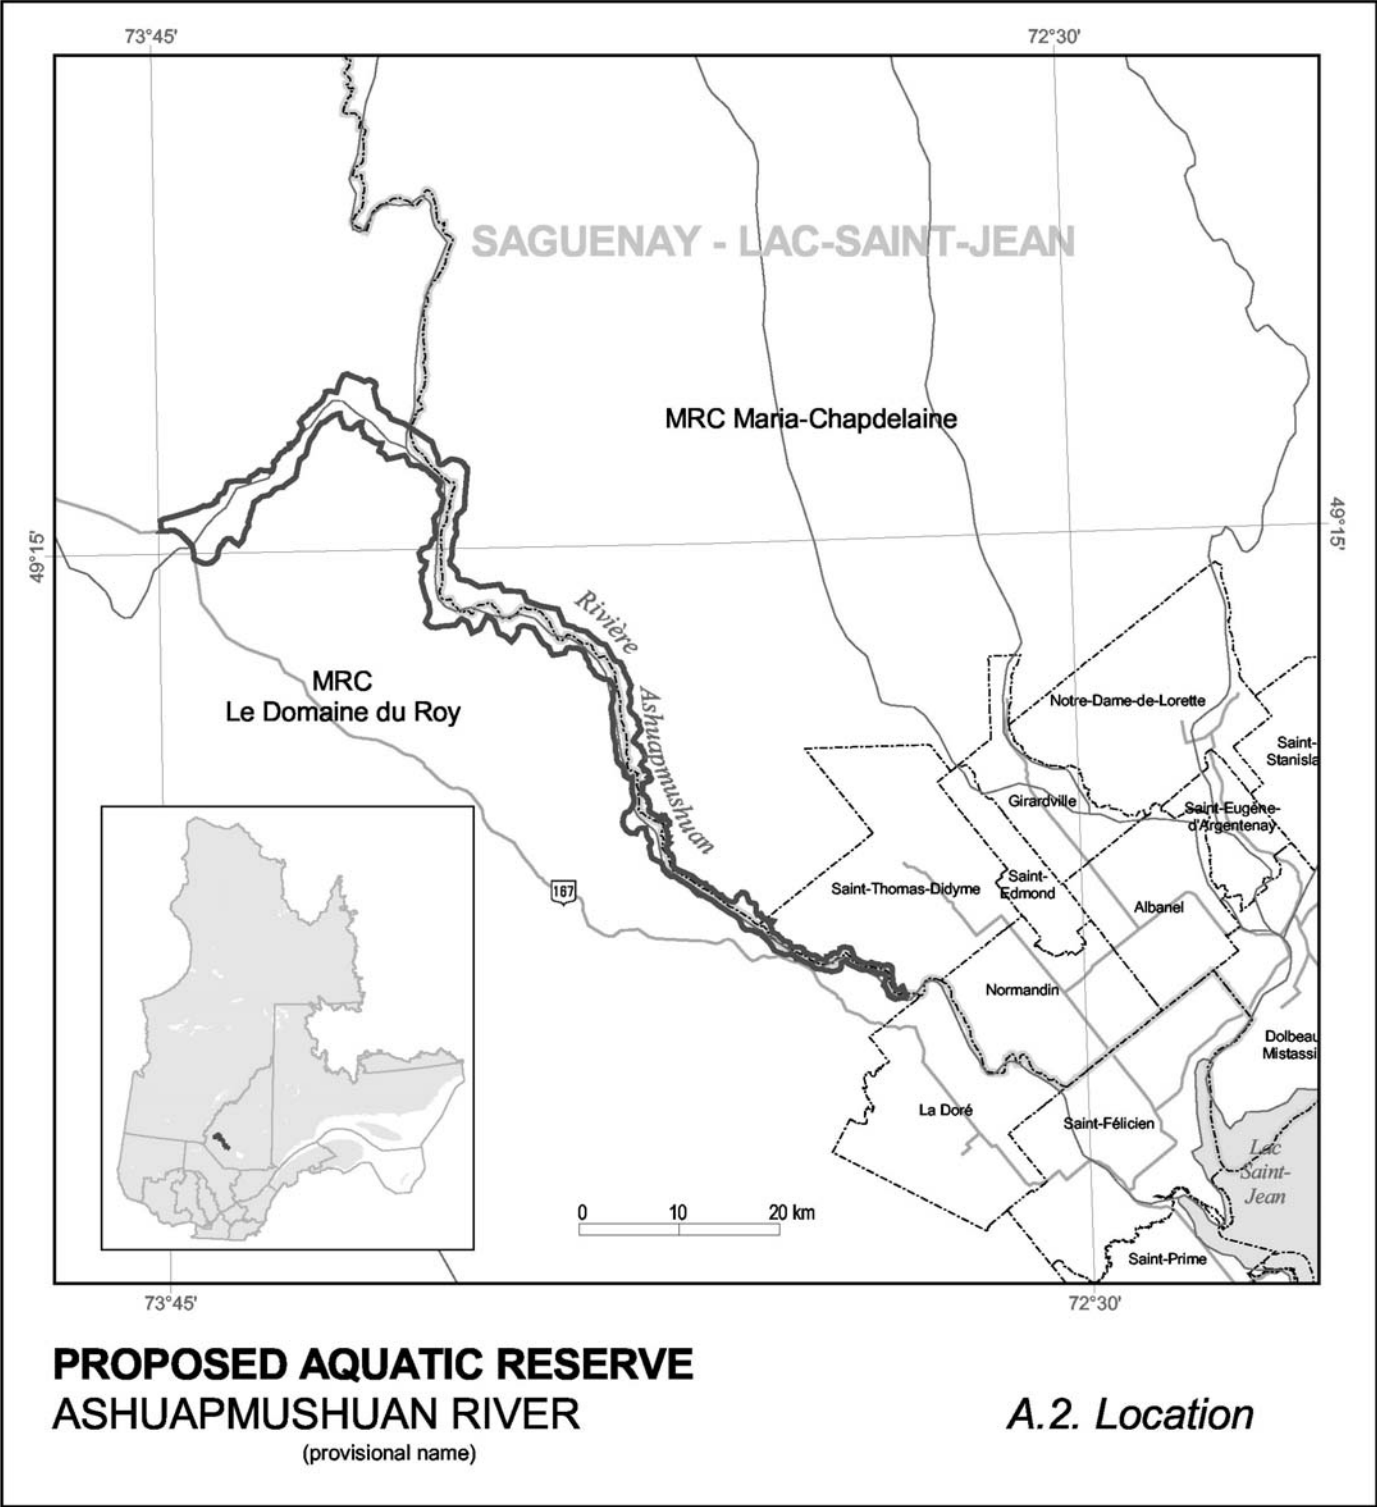 73°45'
72°30'
SAGUENAY - LAC-SAINT-JEAN
MRC Maria-Chapdelaine
49°15'
49°15'
Rivière
Ashuapmushuan
MRC
Le Domaine du Roy
Notre-Dame-de-Lorette
Saint-
Stanisla
Girardville
Saint-Eugène-
d'Argentenay
167
Saint-Thomas-Didyme
Saint-
Edmond
Albanel
Normandin
Dolbeau
Mistassi
La Doré
Saint-Félicien
Lac
Saint-
Jean
0 10 20 km
Saint-Prime
73°45'
72°30'
PROPOSED AQUATIC RESERVE
ASHUAPMUSHUAN RIVER
(provisional name)
A.2. Location